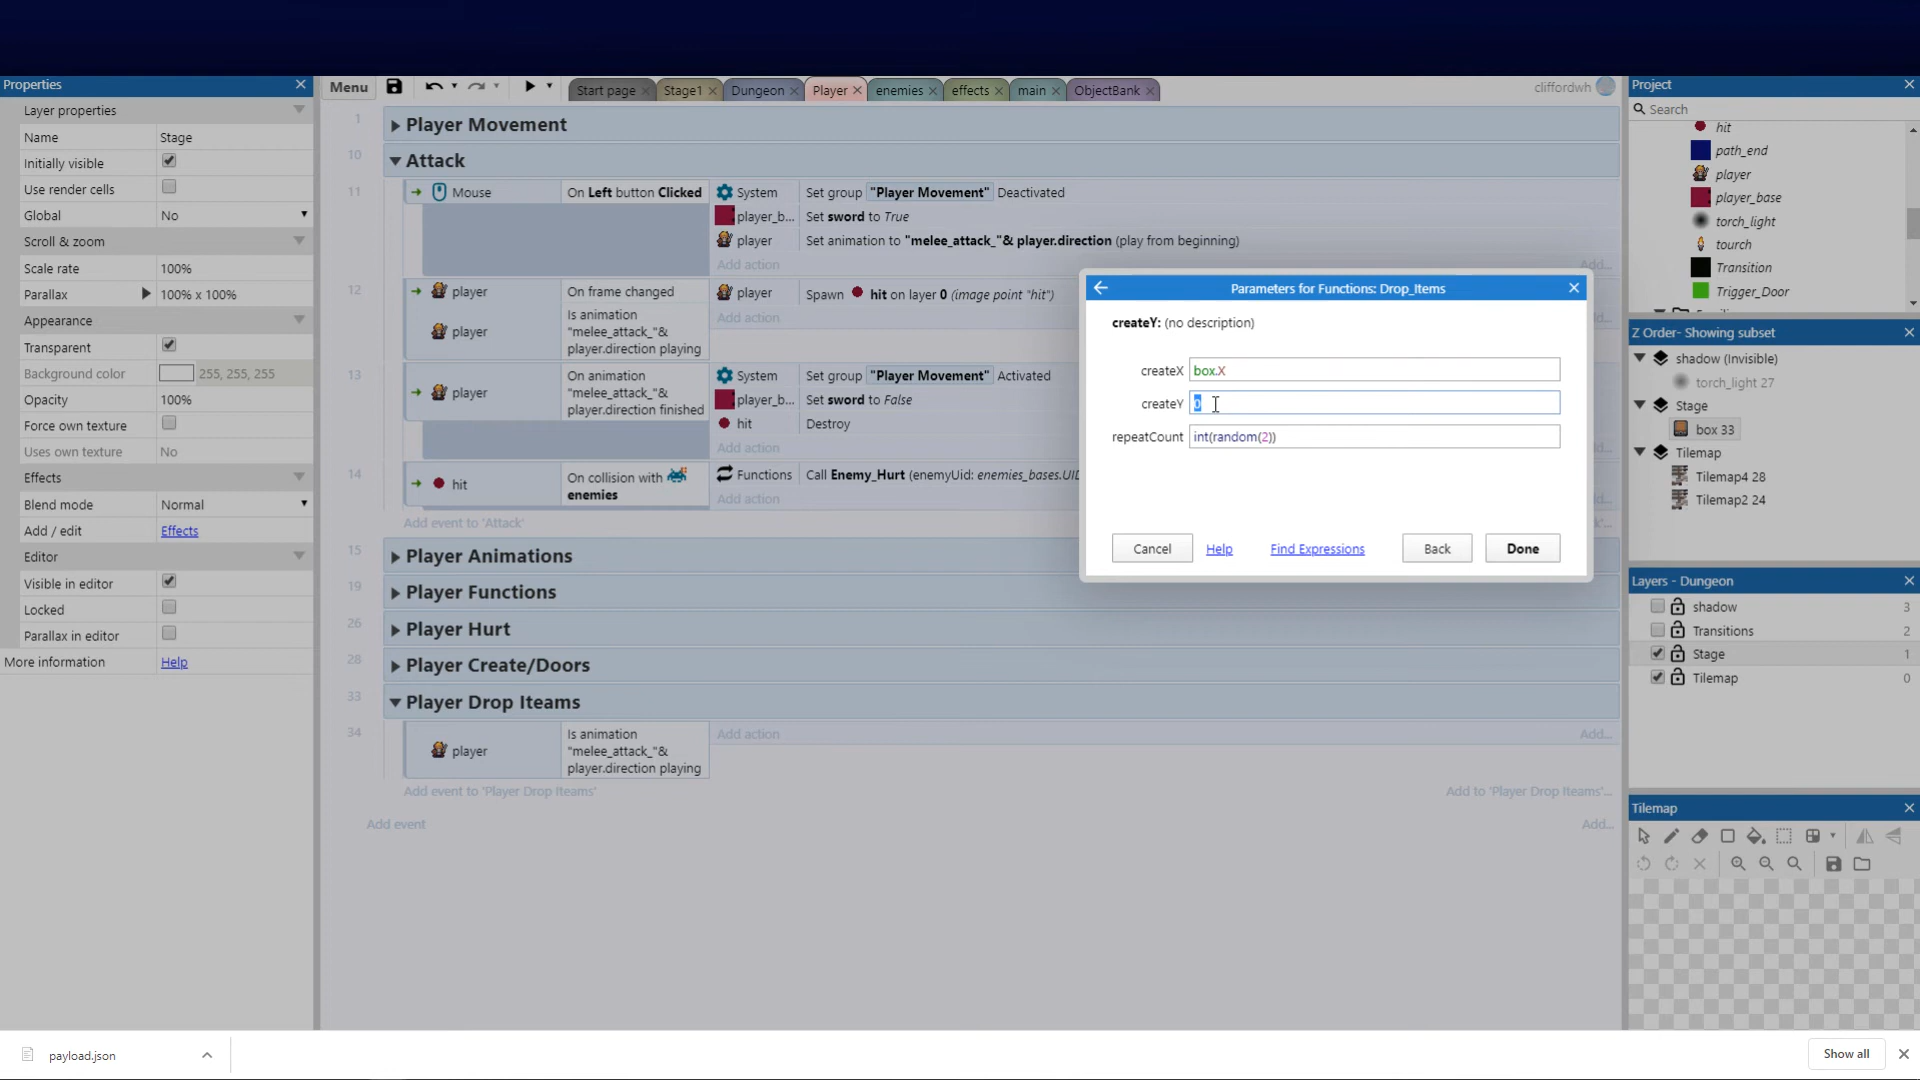 Properties
Layer properties
Name Stage
Initially visible
Use render cells
Global No
Scroll & zoom
Scale rate 100%
Parallax 100% x 100%
Appearance
Transparent
Background color 255, 255, 255
Opacity 100%
Force own texture
Uses own texture No
Effects
Blend mode Normal
Add / edit Effects
Editor
Visible in editor
Locked
Parallax in editor
More information Help
Menu
Start page Stage1 Dungeon Player enemies effects main ObjectBank
cliffordwh
1 Player Movement
10 Attack
11 Mouse On Left button Clicked System Set group "Player Movement" Deactivated
player_b... Set sword to True
player Set animation to "melee_attack_"& player.direction (play from beginning)
Add action Add...
12 player On frame changed player Spawn hit on layer 0 (image point "hit")
player Is animation "melee_attack_"& player.direction playing Add action
13 player On animation "melee_attack_"& player.direction finished System Set group "Player Movement" Activated
player_b... Set sword to False
hit Destroy
Add action
14 hit On collision with enemies Functions Call Enemy_Hurt (enemyUid: enemies_bases.UID
Add action
Add event to 'Attack'
15 Player Animations
19 Player Functions
26 Player Hurt
28 Player Create/Doors
33 Player Drop Iteams
34 player Is animation "melee_attack_"& player.direction playing Add action Add...
Add event to 'Player Drop Iteams' Add to 'Player Drop Iteams'...
Add event Add...
Parameters for Functions: Drop_Items
createY: (no description)
createX box.X
createY 0
repeatCount int(random(2))
Cancel Help Find Expressions Back Done
Project
Search
hit
path_end
player
player_base
torch_light
tourch
Transition
Trigger_Door
Z Order- Showing subset
shadow (Invisible)
torch_light 27
Stage
box 33
Tilemap
Tilemap4 28
Tilemap2 24
Layers - Dungeon
shadow 3
Transitions 2
Stage 1
Tilemap 0
Tilemap
payload.json
Show all